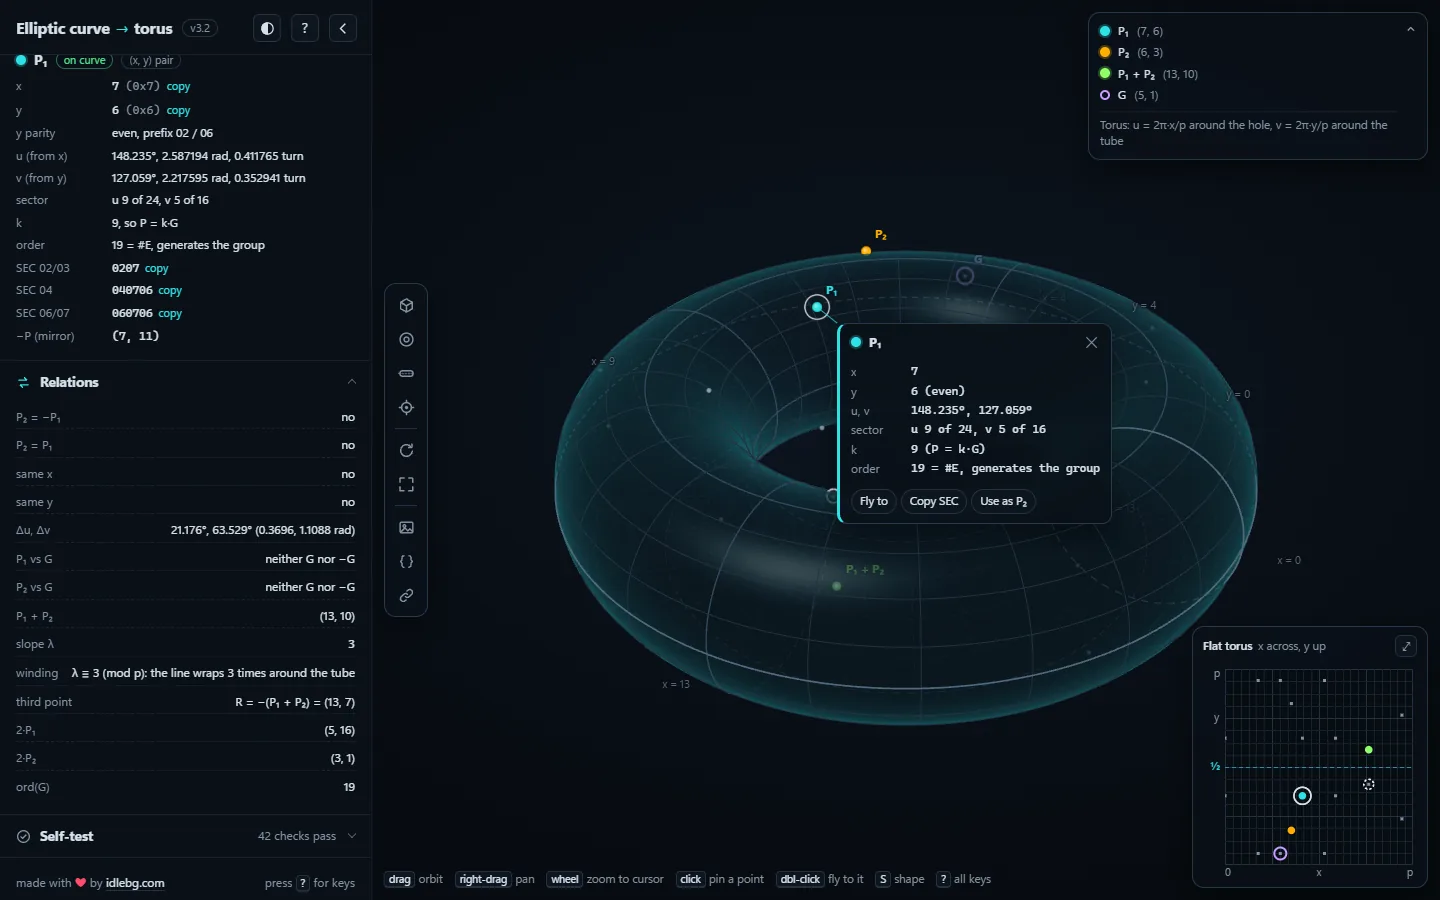 Elliptic curve → torus v3.2 ?
P₁ on curve (x, y) pair
x 7 (0x7) copy
y 6 (0x6) copy
y parity even, prefix 02 / 06
u (from x) 148.235°, 2.587194 rad, 0.411765 turn
v (from y) 127.059°, 2.217595 rad, 0.352941 turn
sector u 9 of 24, v 5 of 16
k 9, so P = k·G
order 19 = #E, generates the group
SEC 02/03 0207 copy
SEC 04 040706 copy
SEC 06/07 060706 copy
−P (mirror) (7, 11)
Relations
P₂ = −P₁ no
P₂ = P₁ no
same x no
same y no
Δu, Δv 21.176°, 63.529° (0.3696, 1.1088 rad)
P₁ vs G neither G nor −G
P₂ vs G neither G nor −G
P₁ + P₂ (13, 10)
slope λ 3
winding λ ≡ 3 (mod p): the line wraps 3 times around the tube
third point R = −(P₁ + P₂) = (13, 7)
2·P₁ (5, 16)
2·P₂ (3, 1)
ord(G) 19
Self-test 42 checks pass
made with ❤ by idlebg.com press ? for keys
P₁ (7, 6)
P₂ (6, 3)
P₁ + P₂ (13, 10)
G (5, 1)
Torus: u = 2π·x/p around the hole, v = 2π·y/p around the
tube
P₂
G
P₁
y = 4
x = 9
y = 0
x = 0
P₁ + P₂
x = 13
P₁
x 7
y 6 (even)
u, v 148.235°, 127.059°
sector u 9 of 24, v 5 of 16
k 9 (P = k·G)
order 19 = #E, generates the group
Fly to Copy SEC Use as P₂
Flat torus x across, y up
p
y
½
0 x p
drag orbit right-drag pan wheel zoom to cursor click pin a point dbl-click fly to it S shape ? all keys